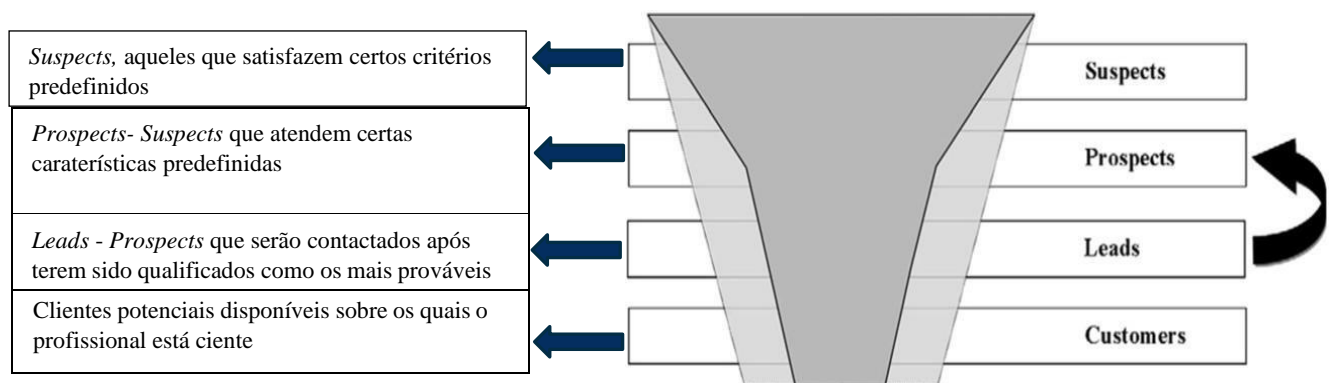 Suspects, aqueles que satisfazem certos critérios
predefinidos
Suspects
Prospects- Suspects que atendem certas
caraterísticas predefinidas
Prospects
Leads - Prospects que serão contactados após
terem sido qualificados como os mais prováveis
Leads
Clientes potenciais disponíveis sobre os quais o
profissional está ciente
Customers